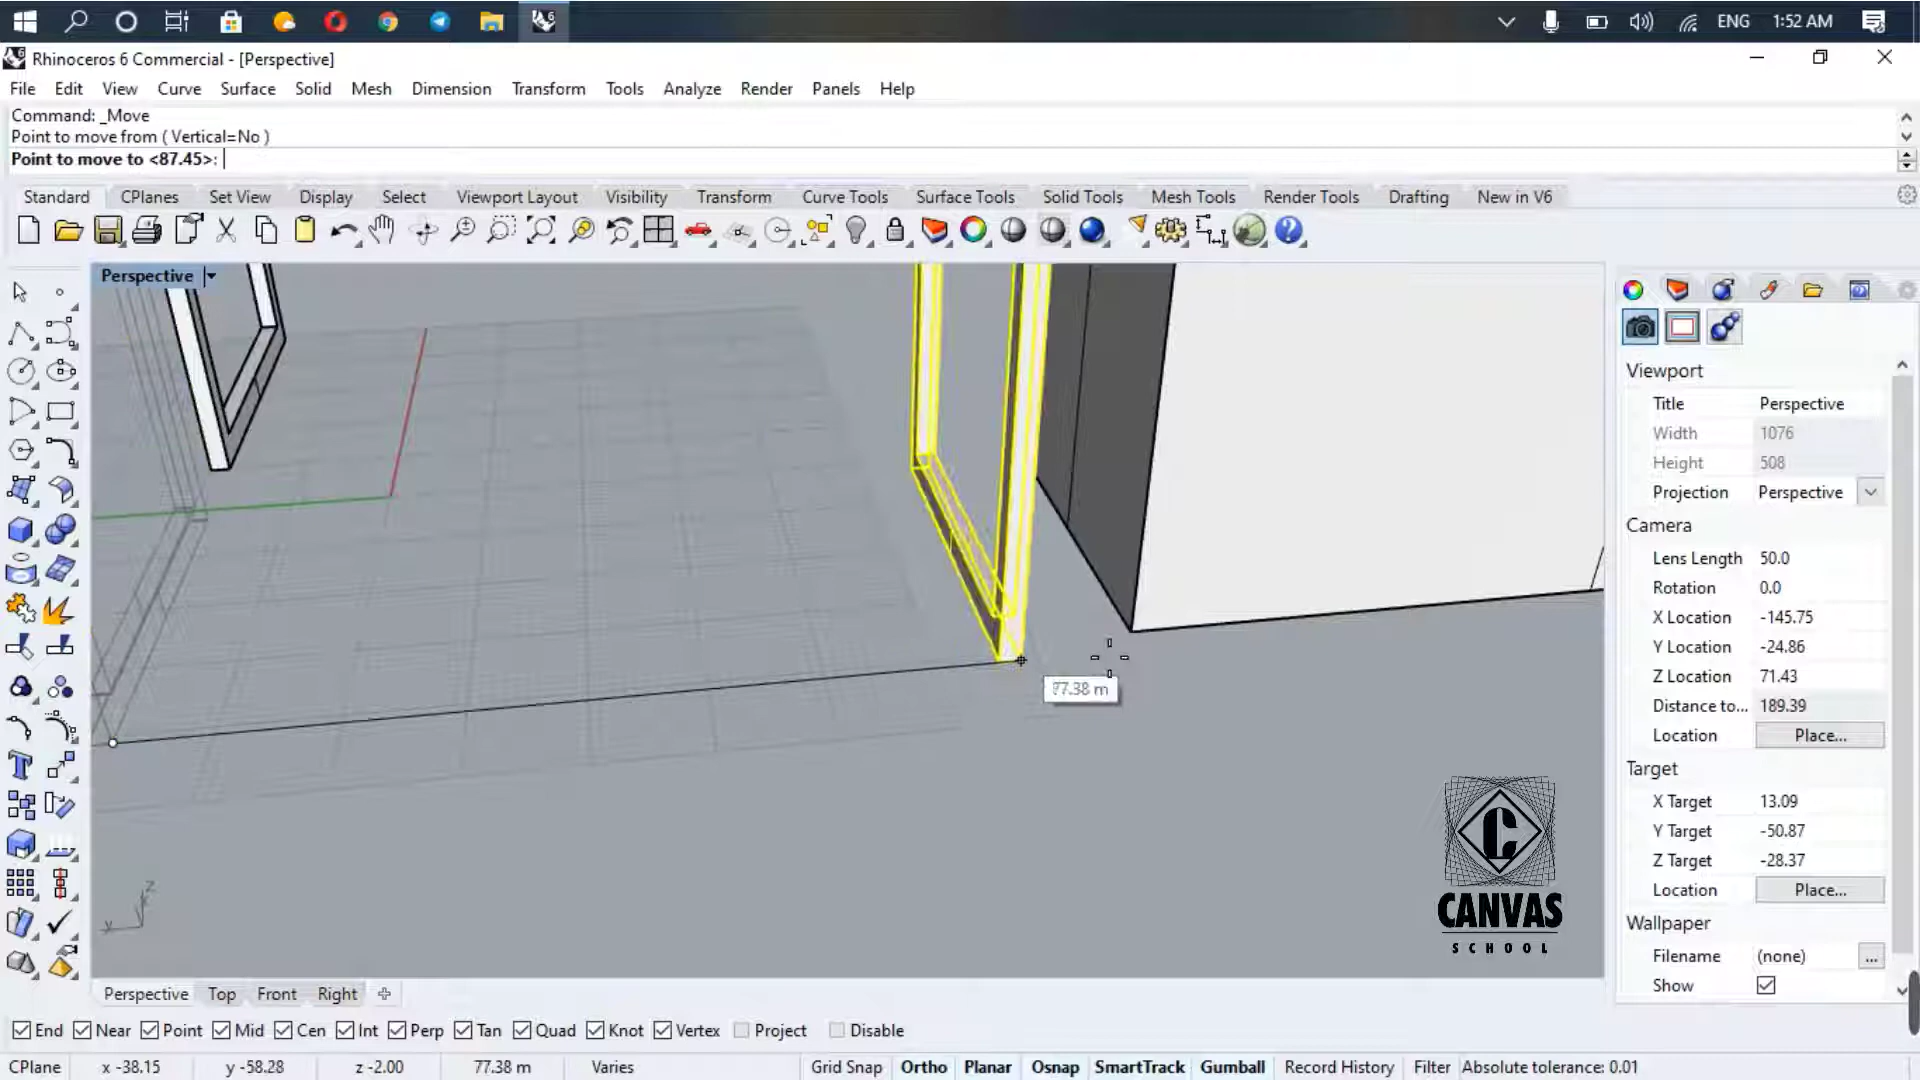 ENG 1:52 AM
Rhinoceros 6 Commercial - [Perspective]
File Edit View Curve Surface Solid Mesh Dimension Transform Tools Analyze Render Panels Help
Command: _Move
Point to move from ( Vertical=No )
Point to move to <87.45>:
Standard CPlanes Set View Display Select Viewport Layout Visibility Transform Curve Tools Surface Tools Solid Tools Mesh Tools Render Tools Drafting New in V6
Perspective
Viewport
Title Perspective
Width 1076
Height 508
Projection Perspective
Camera
Lens Length 50.0
Rotation 0.0
X Location -145.75
Y Location -24.86
Z Location 71.43
Distance to... 189.39
Location Place...
Target
X Target 13.09
Y Target -50.87
Z Target -28.37
Location Place...
Wallpaper
Filename (none) ...
Show
77.38 m
z
y
CANVAS
SCHOOL
Perspective Top Front Right
End Near Point Mid Cen Int Perp Tan Quad Knot Vertex Project Disable
CPlane x -38.15 y -58.28 z -2.00 77.38 m Varies Grid Snap Ortho Planar Osnap SmartTrack Gumball Record History Filter Absolute tolerance: 0.01